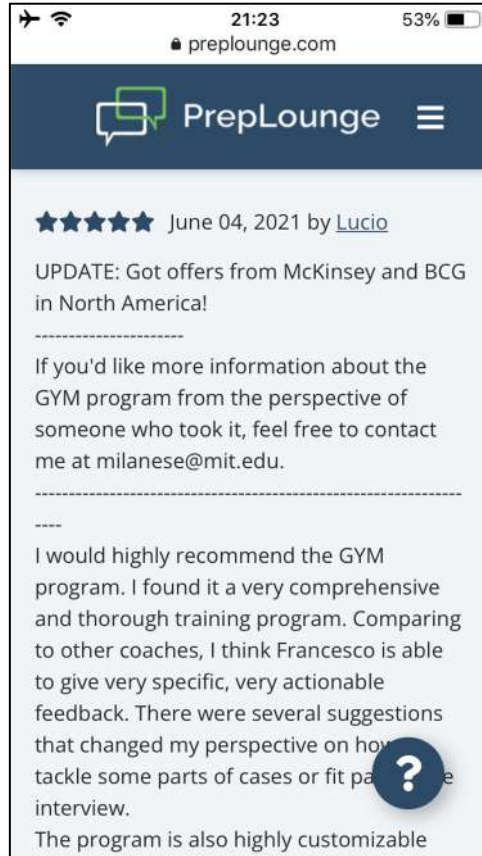 21:23
53%
preplounge.com
PrepLounge
June 04, 2021 by Lucio
UPDATE: Got offers from McKinsey and BCG
in North America!
----------------------
If you'd like more information about the
GYM program from the perspective of
someone who took it, feel free to contact
me at milanese@mit.edu.
---------------------------------------------------------------
----
I would highly recommend the GYM
program. I found it a very comprehensive
and thorough training program. Comparing
to other coaches, I think Francesco is able
to give very specific, very actionable
feedback. There were several suggestions
that changed my perspective on
tackle some parts of cases or fit
?
interview.
The program is also highly customizable